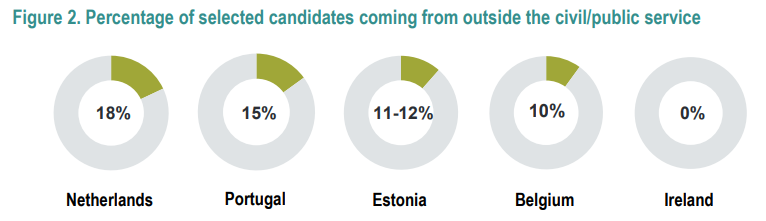 Figure 2. Percentage of selected candidates coming from outside the civil/public service
18% 15% 11-12% 10% 0%
Netherlands Portugal Estonia Belgium Ireland